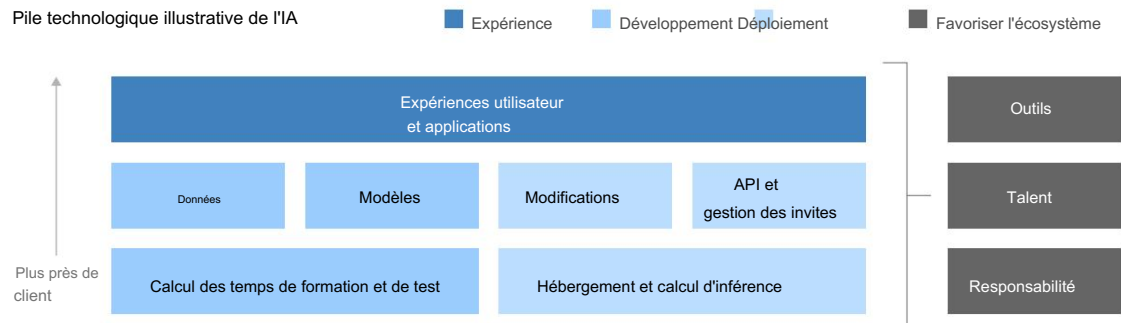 Pile technologique illustrative de l'IA
Expérience
Développement Déploiement
Favoriser l'écosystème
Expériences utilisateur
et applications
Outils
Données
Modèles
Modifications
API et
gestion des invites
Talent
Plus près de
client
Calcul des temps de formation et de test
Hébergement et calcul d'inférence
Responsabilité